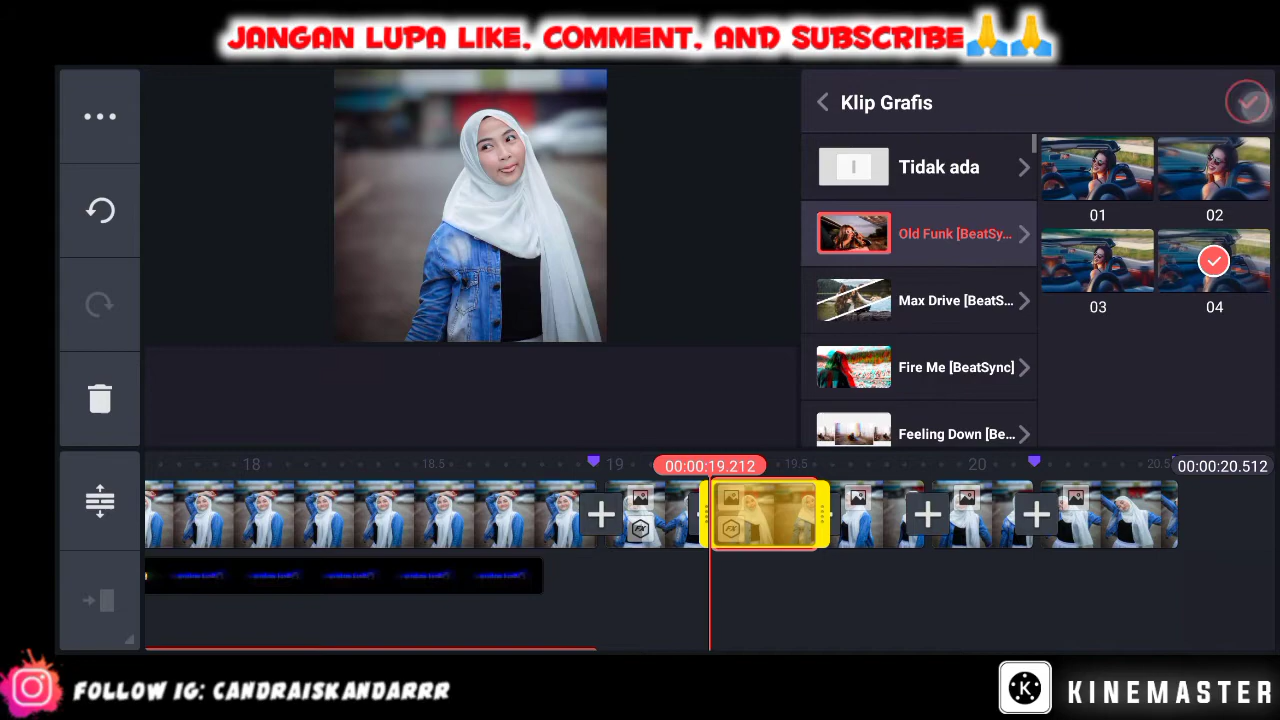 JANGAN LUPA LIKE, COMMENT, AND SUBSCRIBE🙏🙏
Klip Grafis
Tidak ada
Old Funk [BeatSy...
Max Drive [BeatS...
Fire Me [BeatSync]
Feeling Down [Be...
01
02
03
04
18
18.5
19
00:00:19.212
19.5
20
20.5
00:00:20.512
FOLLOW IG: CANDRAISKANDARRR
K KINEMASTER